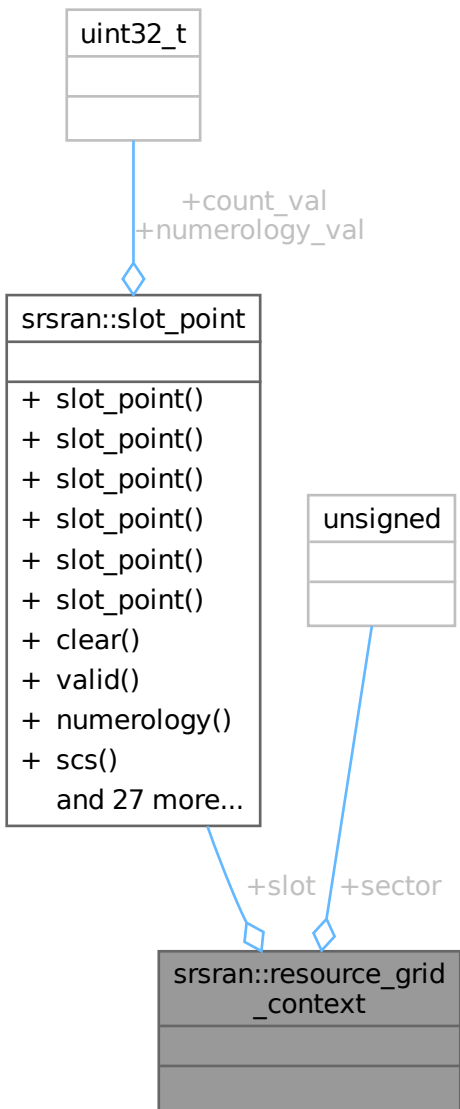 uint32_t
+count_val
+numerology_val
srsran::slot_point
+ slot_point()
+ slot_point()
+ slot_point()
+ slot_point()
+ slot_point()
+ slot_point()
+ clear()
+ valid()
+ numerology()
+ scs()
and 27 more...
unsigned
+slot
+sector
srsran::resource_grid
_context